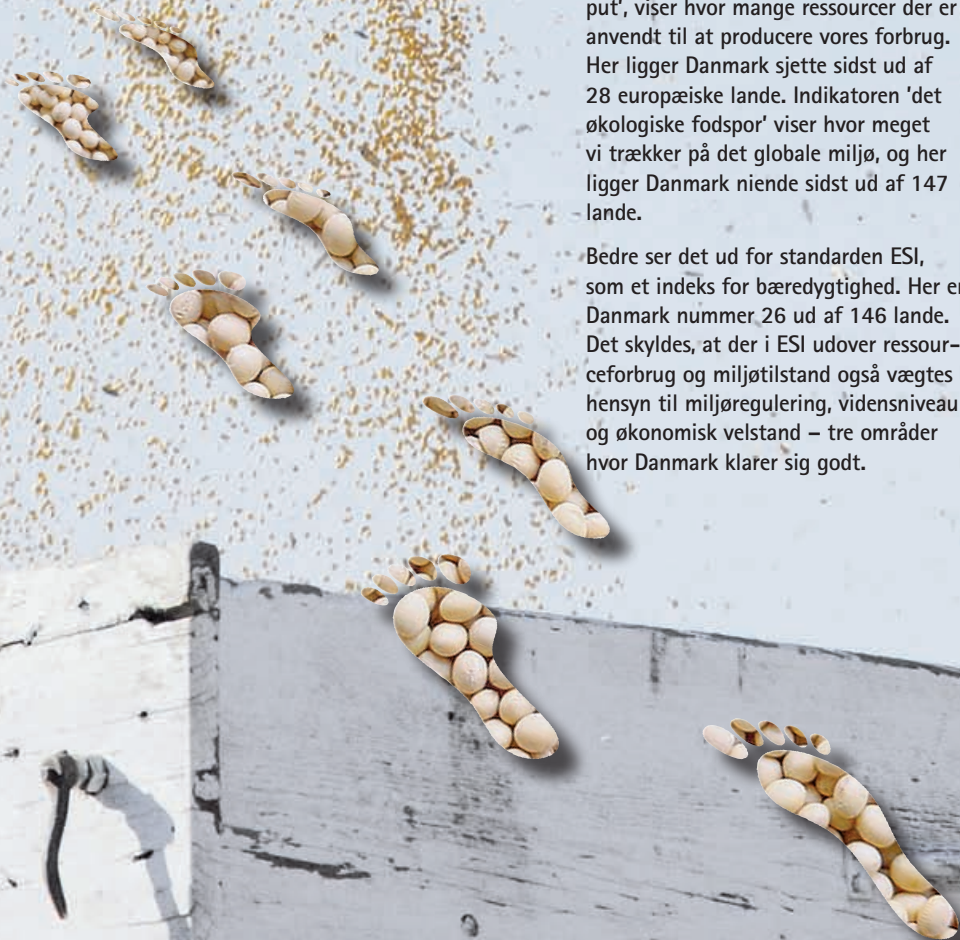 put', viser hvor mange ressourcer der er
anvendt til at producere vores forbrug.
Her ligger Danmark sjette sidst ud af
28 europæiske lande. Indikatoren 'det
økologiske fodspor' viser hvor meget
vi trækker på det globale miljø, og her
ligger Danmark niende sidst ud af 147
lande.
Bedre ser det ud for standarden ESI,
som et indeks for bæredygtighed. Her er
Danmark nummer 26 ud af 146 lande.
Det skyldes, at der i ESI udover ressour-
ceforbrug og miljøtilstand også vægtes
hensyn til miljøregulering, vidensniveau
og økonomisk velstand – tre områder
hvor Danmark klarer sig godt.